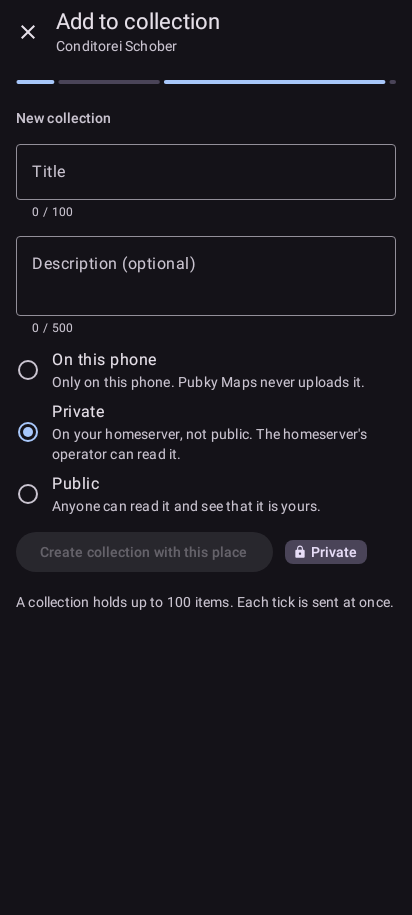 Add to collection
Conditorei Schober
New collection
Title
0 / 100
Description (optional)
0 / 500
On this phone
Only on this phone. Pubky Maps never uploads it.
Private
On your homeserver, not public. The homeserver's
operator can read it.
Public
Anyone can read it and see that it is yours.
Create collection with this place
Private
A collection holds up to 100 items. Each tick is sent at once.